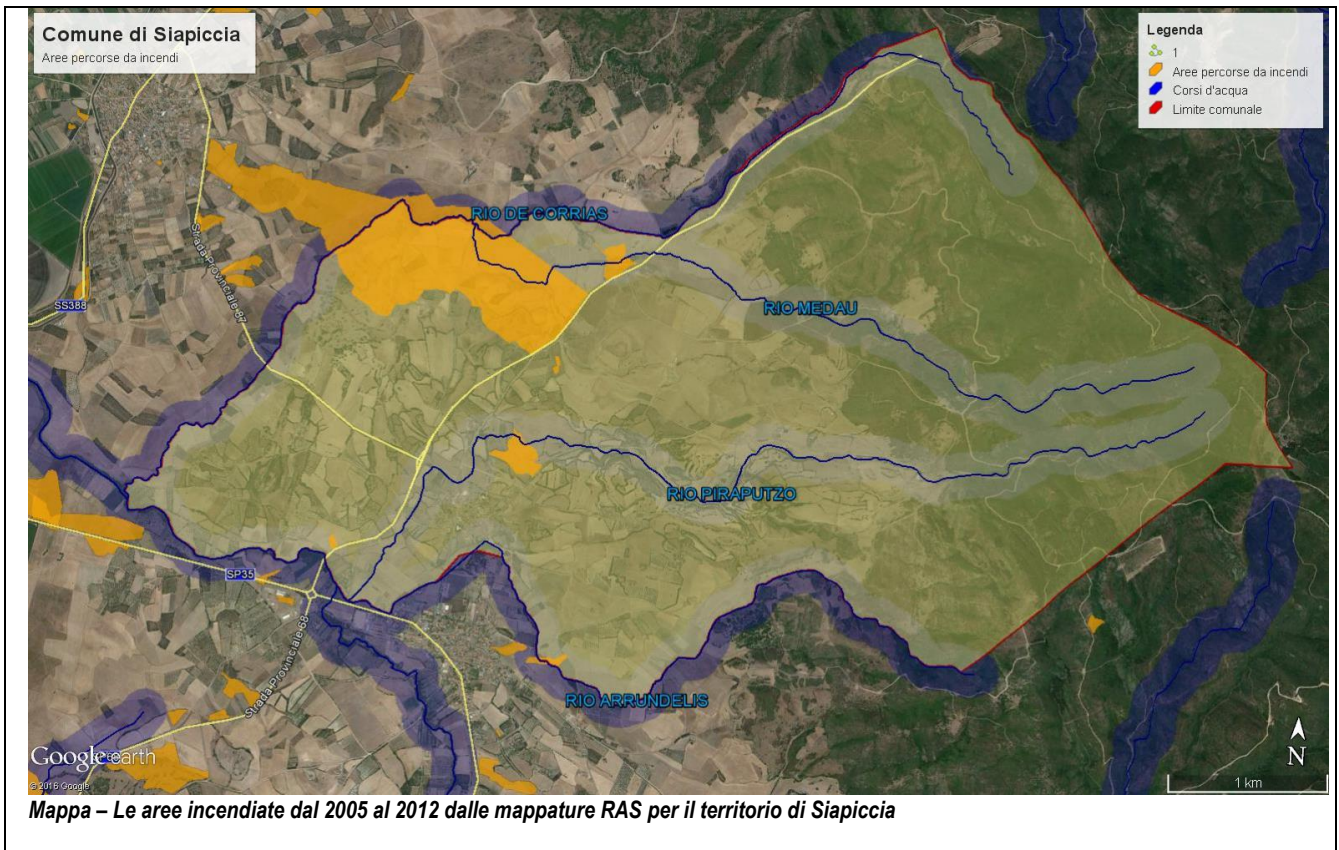 Comune di Siapiccia
Aree percorse da incendi
Legenda
1
Aree percorse da incendi
Corsi d'acqua
Limite comunale
RIO DE CORRIAS
Strada Provinciale 87
SS388
RIO MEDAU
RIO PIRAPUTZO
SP35
Strada Provinciale 68
RIO ARRUNDELIS
Google earth
© 2016 Google
N
1 km
Mappa – Le aree incendiate dal 2005 al 2012 dalle mappature RAS per il territorio di Siapiccia